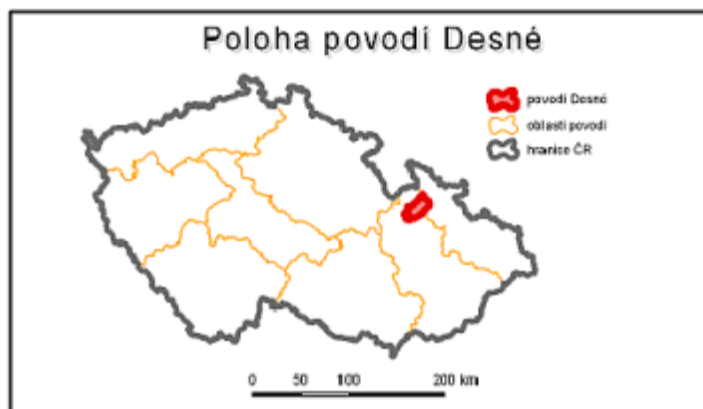 Poloha povodí Desné
povodí Desné
oblasti povodí
hranice ČR
0 50 100 200 km